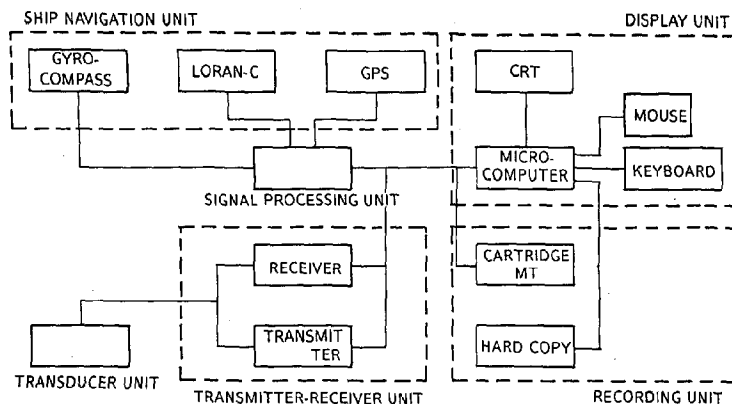 SHIP NAVIGATION UNIT
DISPLAY UNIT
GYRO-
COMPASS
LORAN-C
GPS
CRT
MOUSE
MICRO-
COMPUTER
KEYBOARD
SIGNAL PROCESSING UNIT
RECEIVER
CARTRIDGE
MT
TRANSMIT
TER
HARD COPY
TRANSDUCER UNIT
TRANSMITTER-RECEIVER UNIT
RECORDING UNIT